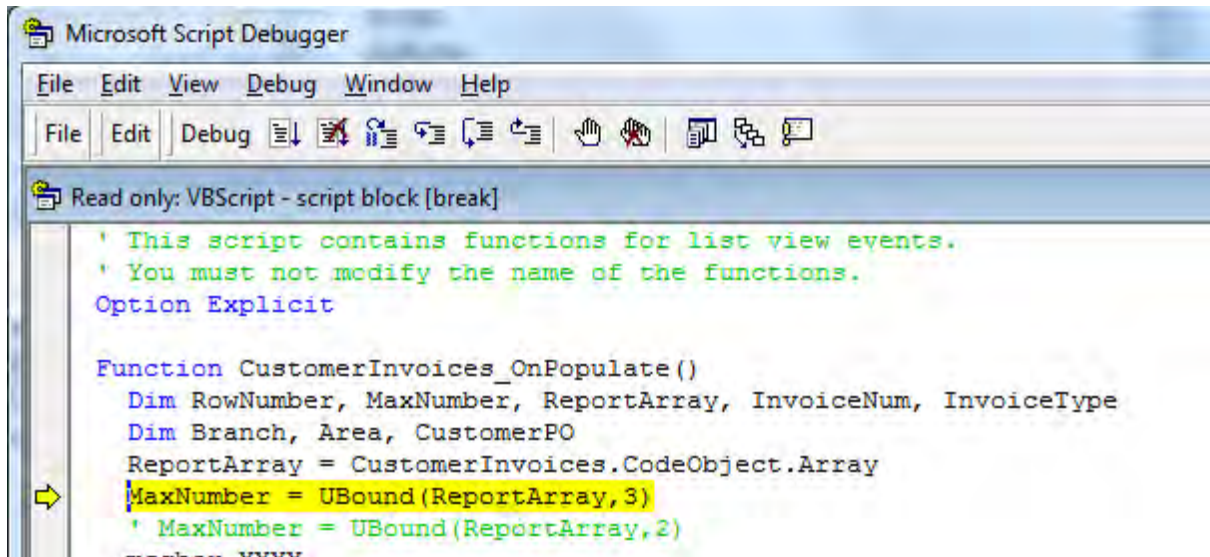 Microsoft Script Debugger
File Edit View Debug Window Help
File Edit Debug
Read only: VBScript - script block [break]
' This script contains functions for list view events.
' You must not modify the name of the functions.
Option Explicit
Function CustomerInvoices_OnPopulate()
Dim RowNumber, MaxNumber, ReportArray, InvoiceNum, InvoiceType
Dim Branch, Area, CustomerPO
ReportArray = CustomerInvoices.CodeObject.Array
MaxNumber = UBound(ReportArray,3)
' MaxNumber = UBound(ReportArray,2)